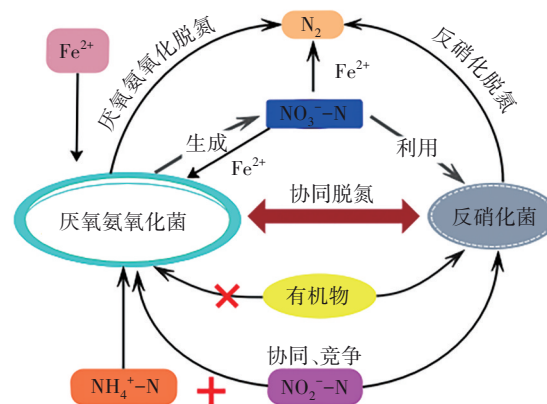 N₂
Fe²⁺
厌氧氨氧化脱氮
反硝化脱氮
Fe²⁺
NO₃⁻-N
生成
Fe²⁺
利用
厌氧氨氧化菌
协同脱氮
反硝化菌
有机物
协同、竞争
NH₄⁺-N
+
NO₂⁻-N